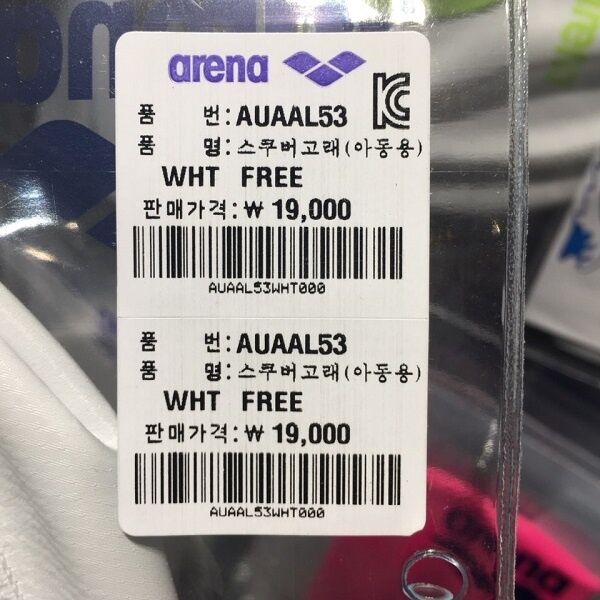 arena
품 번: AUAAL53
품 명: 스쿠버고래(아동용)
WHT FREE
판매가격: ₩ 19,000
AUAAL53WHT000
품 번: AUAAL53
품 명: 스쿠버고래(아동용)
WHT FREE
판매가격: ₩ 19,000
AUAAL53WHT000
arena